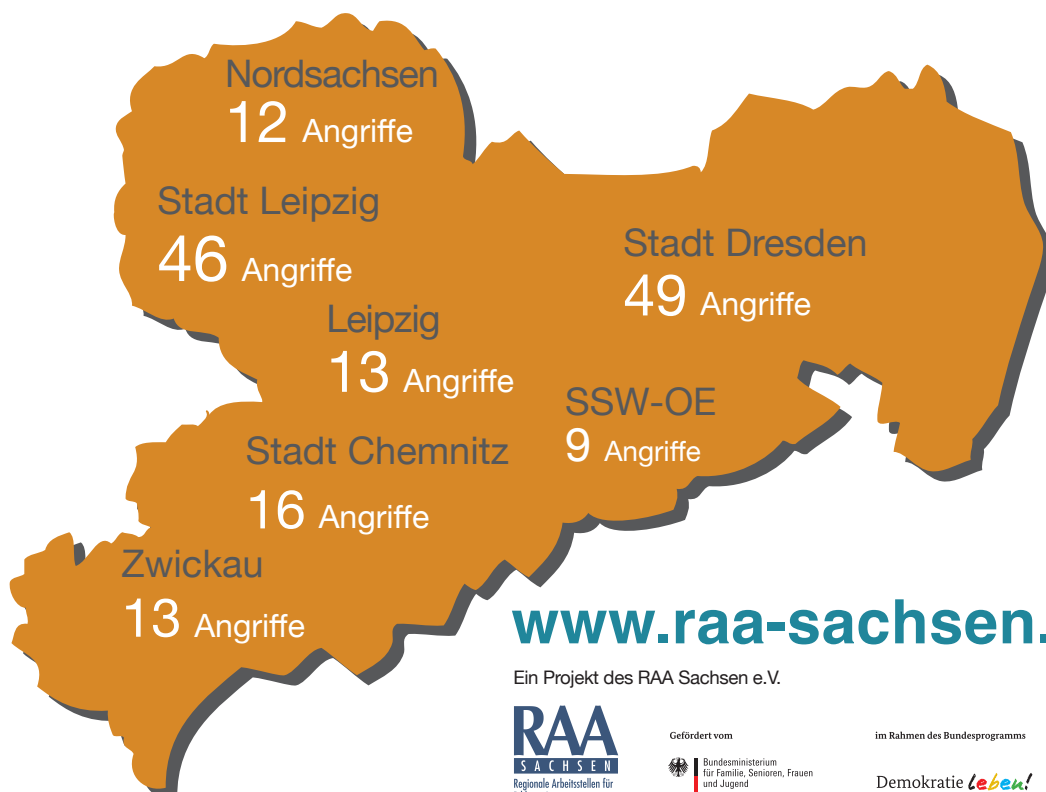 Nordsachsen
12 Angriffe
Stadt Leipzig
46 Angriffe
Stadt Dresden
49 Angriffe
Leipzig
13 Angriffe
SSW-OE
9 Angriffe
Stadt Chemnitz
16 Angriffe
Zwickau
13 Angriffe
www.raa-sachsen.
Ein Projekt des RAA Sachsen e.V.
RAA
SACHSEN
Regionale Arbeitsstellen für
Gefördert vom
Bundesministerium
für Familie, Senioren, Frauen
und Jugend
im Rahmen des Bundesprogramms
Demokratie leben!